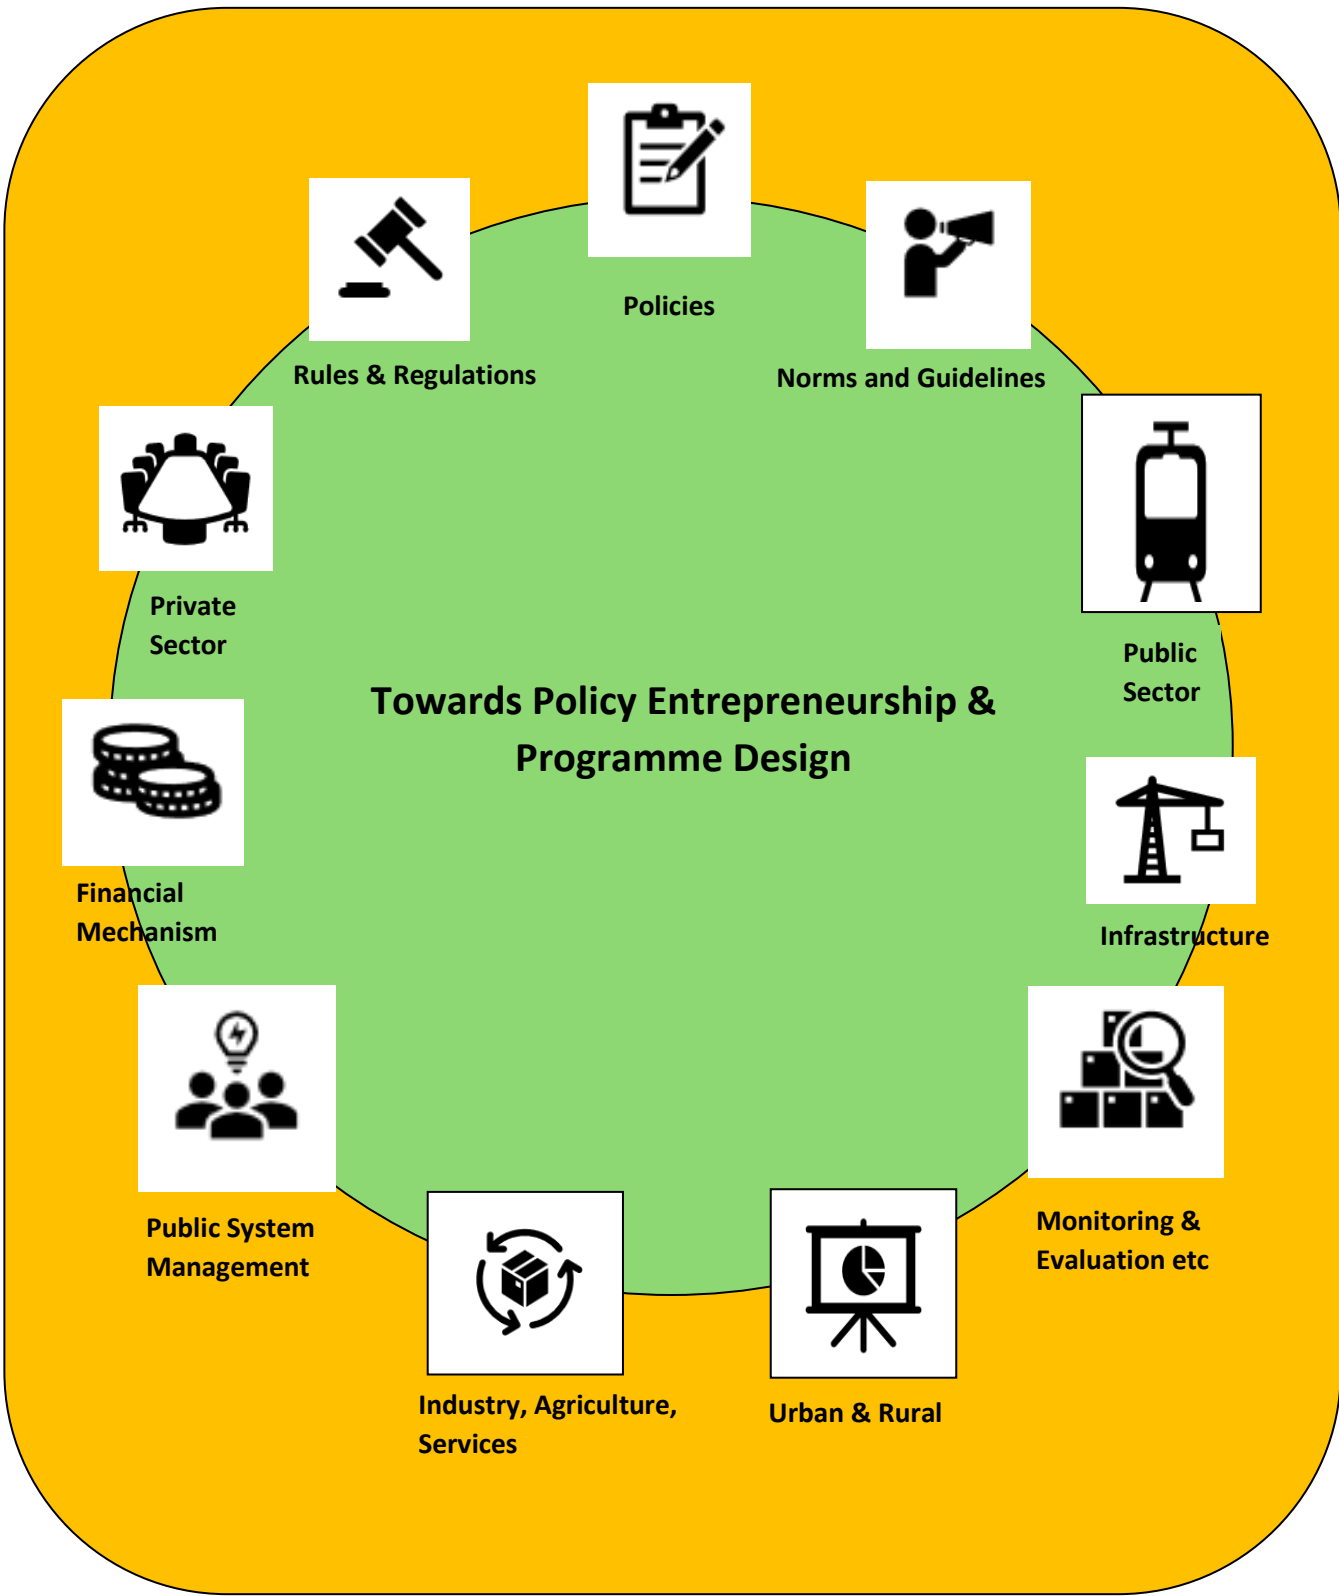 Policies
Rules & Regulations
Norms and Guidelines
Private
Sector
Public
Sector
Towards Policy Entrepreneurship &
Programme Design
Financial
Mechanism
Infrastructure
Public System
Management
Monitoring &
Evaluation etc
Industry, Agriculture,
Services
Urban & Rural